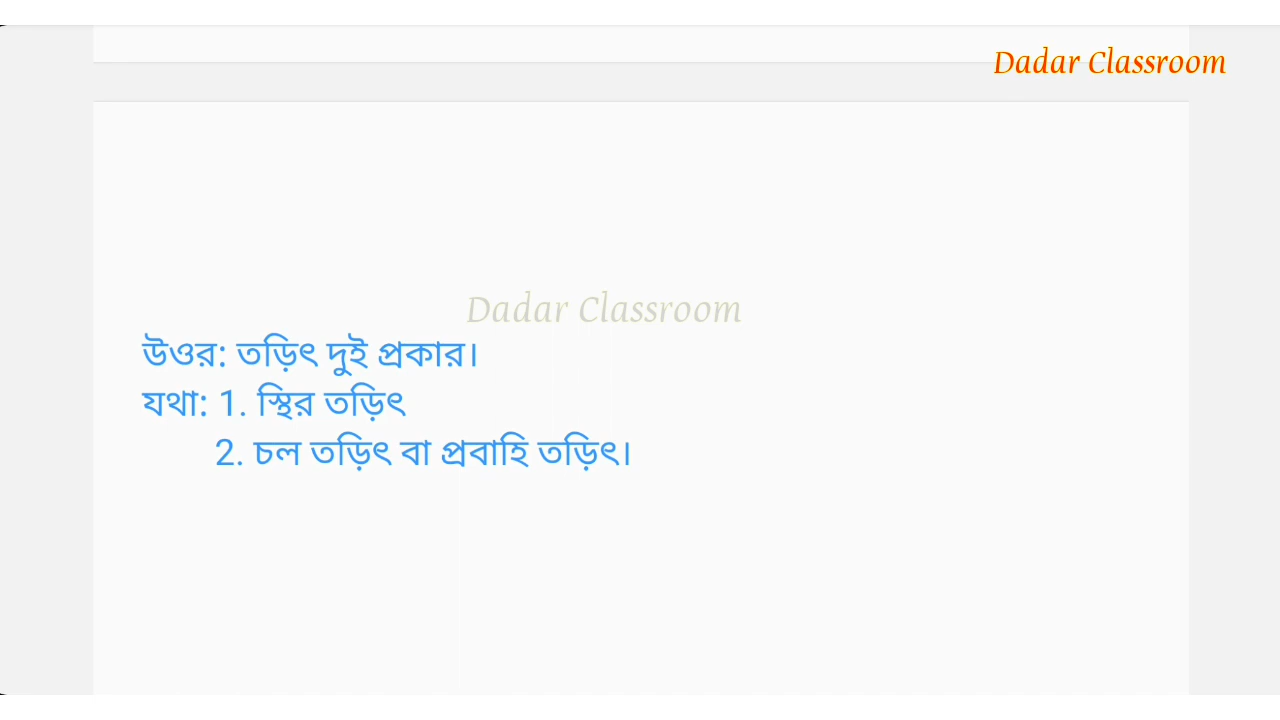 Dadar Classroom
Dadar Classroom
উওর: তড়িৎ দুই প্রকার।
যথা: 1. স্থির তড়িৎ
2. চল তড়িৎ বা প্রবাহি তড়িৎ।